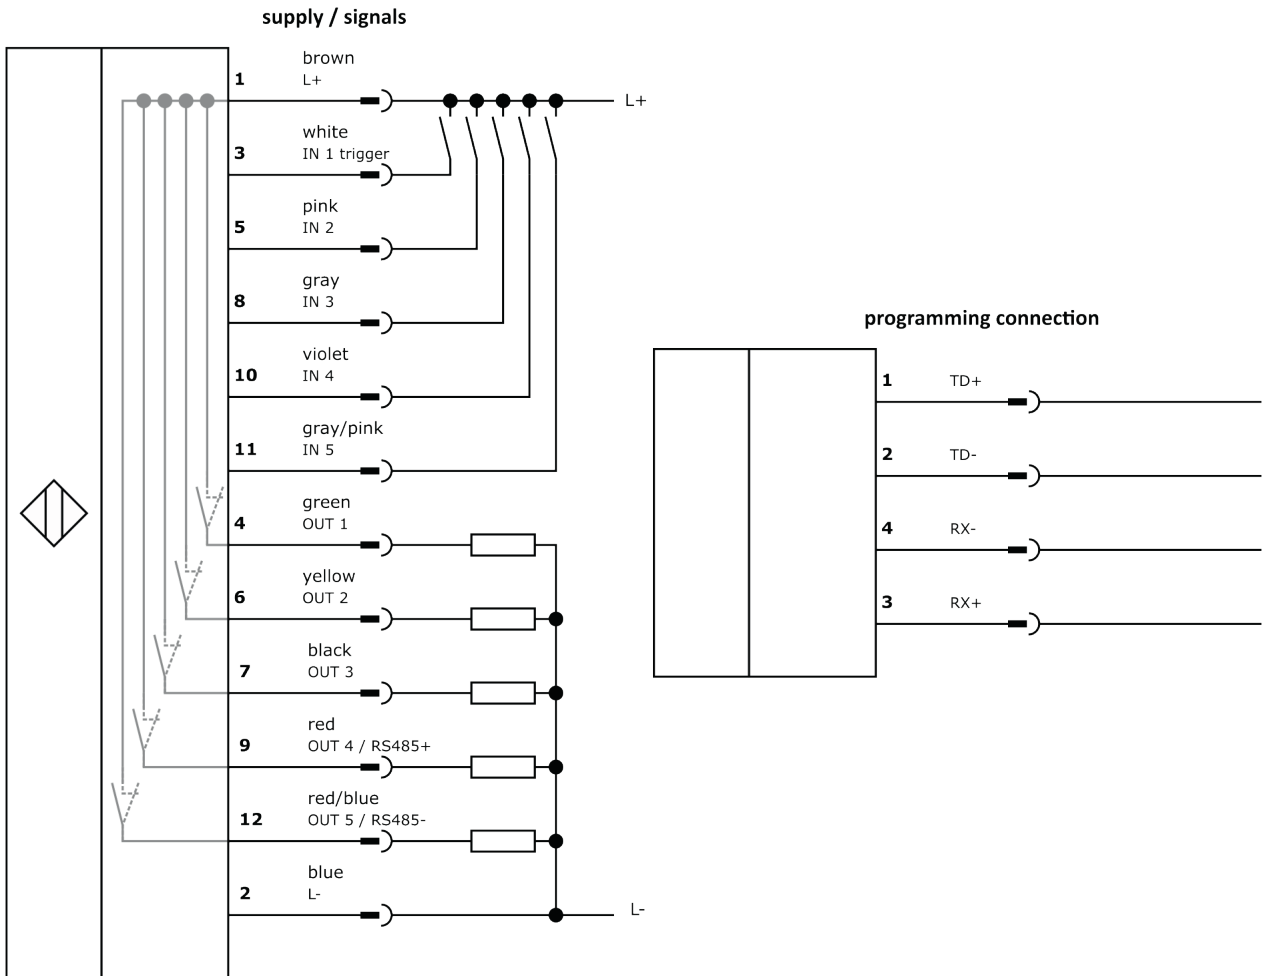 supply / signals
1
brown
L+
L+
3
white
IN 1 trigger
5
pink
IN 2
8
gray
IN 3
10
violet
IN 4
11
gray/pink
IN 5
4
green
OUT 1
6
yellow
OUT 2
7
black
OUT 3
9
red
OUT 4 / RS485+
12
red/blue
OUT 5 / RS485-
2
blue
L-
L-
programming connection
1 TD+
2 TD-
4 RX-
3 RX+